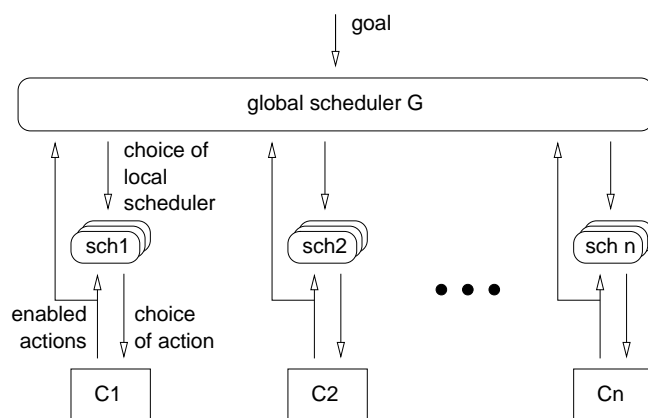 goal
global scheduler G
choice of
local
scheduler
sch1
sch2
sch n
enabled
actions
choice
of action
C1
C2
Cn